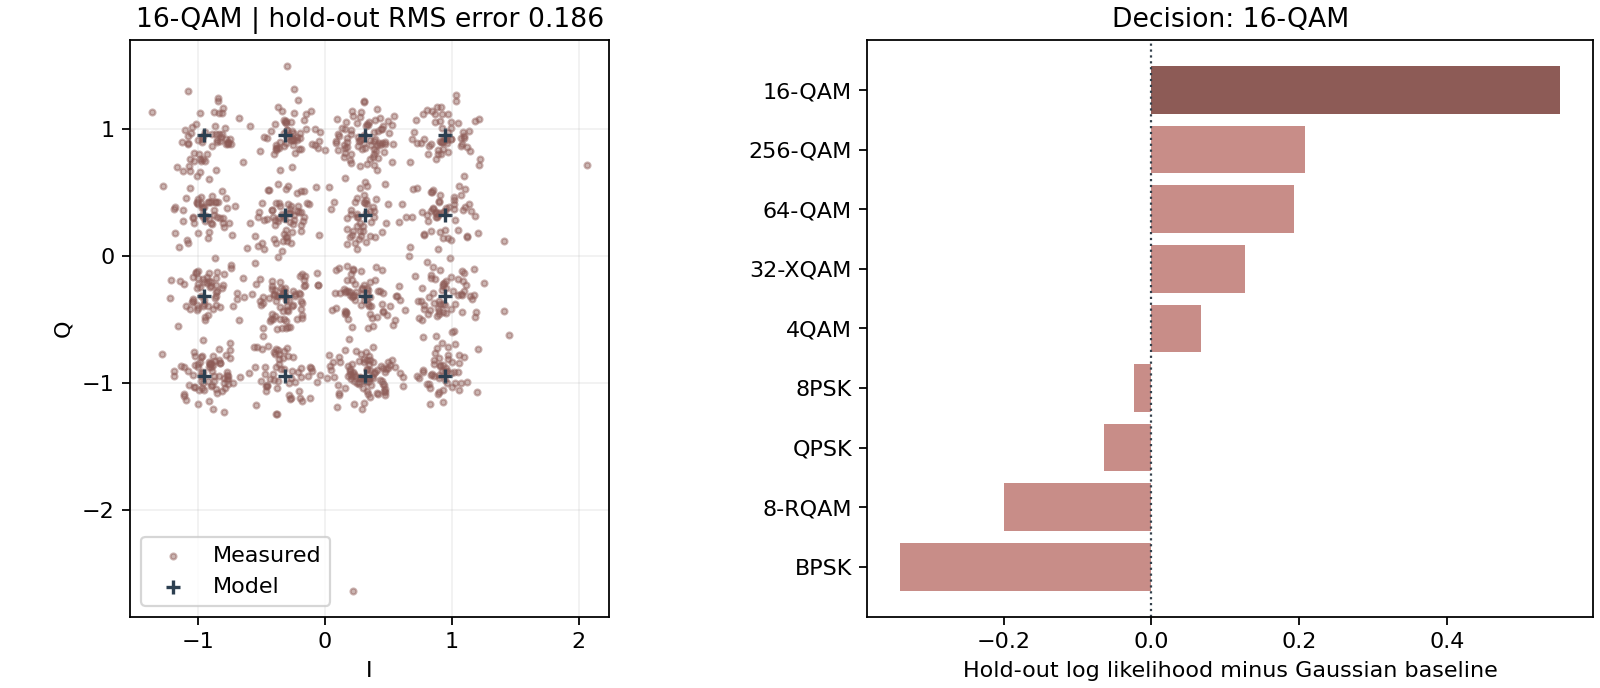 16-QAM | hold-out RMS error 0.186
1
0
−1
−2
Q
−1
0
1
2
I
Measured
Model
Decision: 16-QAM
16-QAM
256-QAM
64-QAM
32-XQAM
4QAM
8PSK
QPSK
8-RQAM
BPSK
−0.2
0.0
0.2
0.4
Hold-out log likelihood minus Gaussian baseline